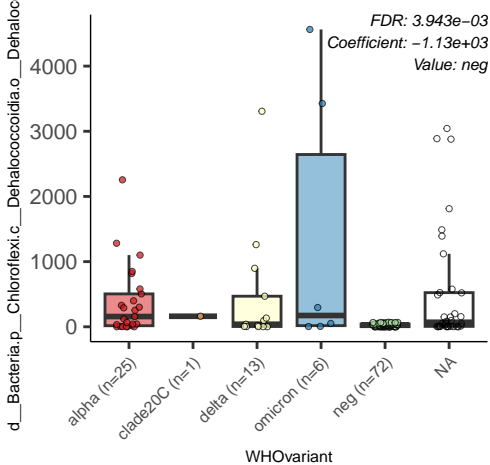 FDR: 3.943e−03
Coefficient: −1.13e+03
Value: neg
d__Bacteria.p__Chloroflexi.c__Dehalococcoidia.o__Dehaloc
4000
3000
2000
1000
0
alpha (n=25)
clade20C (n=1)
delta (n=13)
omicron (n=6)
neg (n=72)
NA
WHOvariant